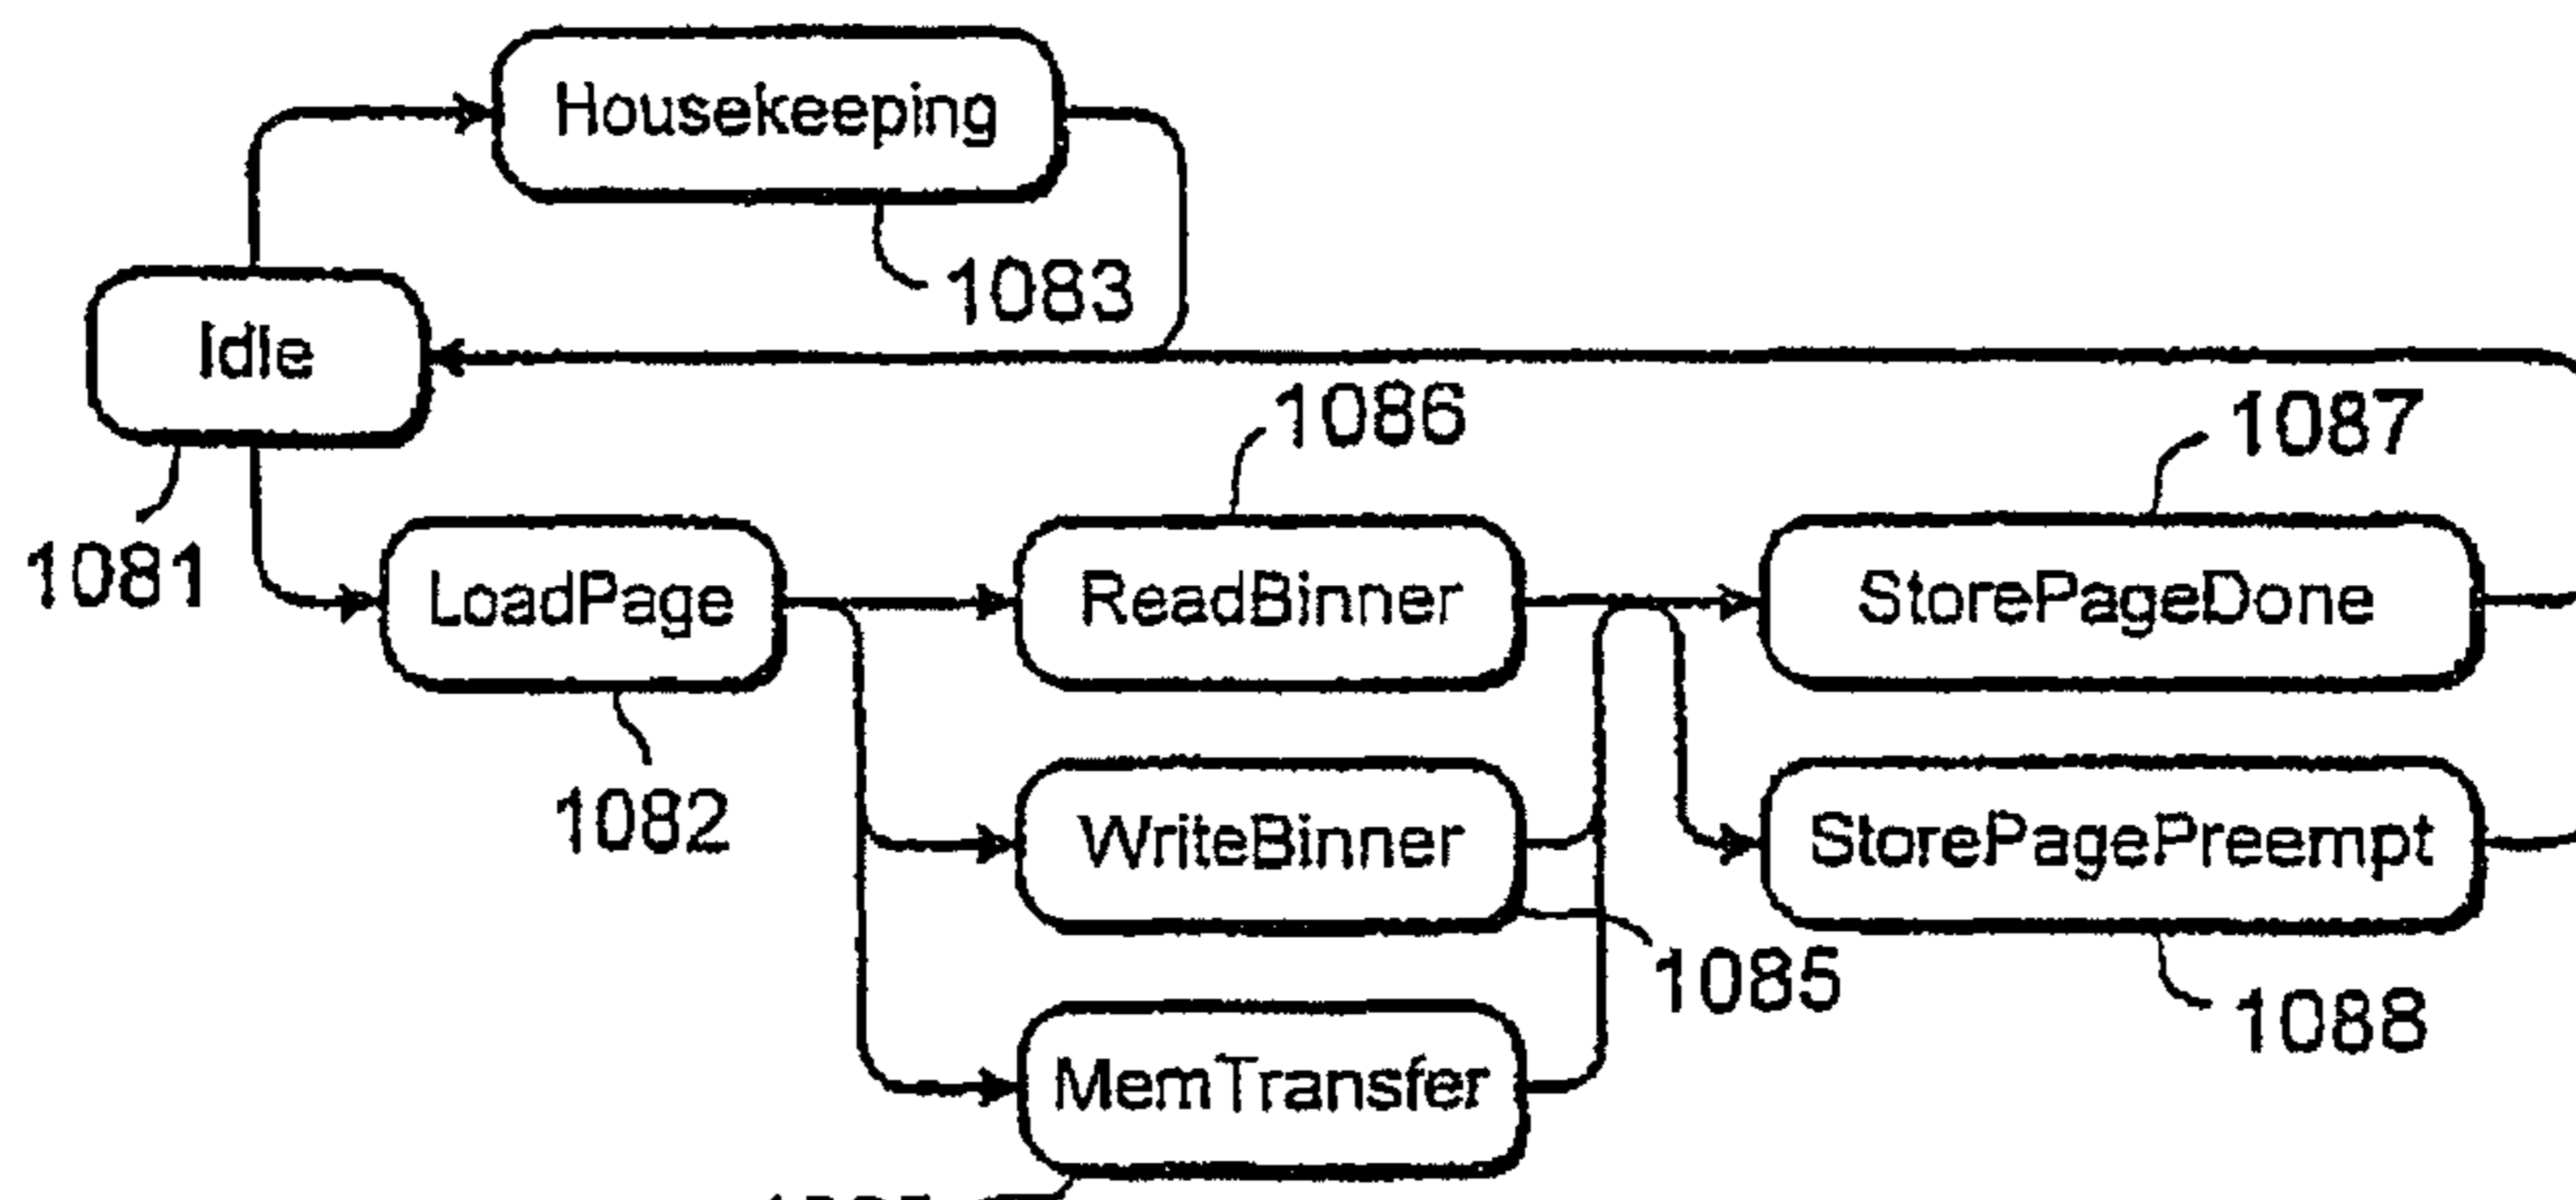 Housekeeping
1083
Idle
1086
1087
1081
LoadPage
ReadBinner
StorePageDone
1082
WriteBinner
StorePagePreempt
1085
1088
MemTransfer